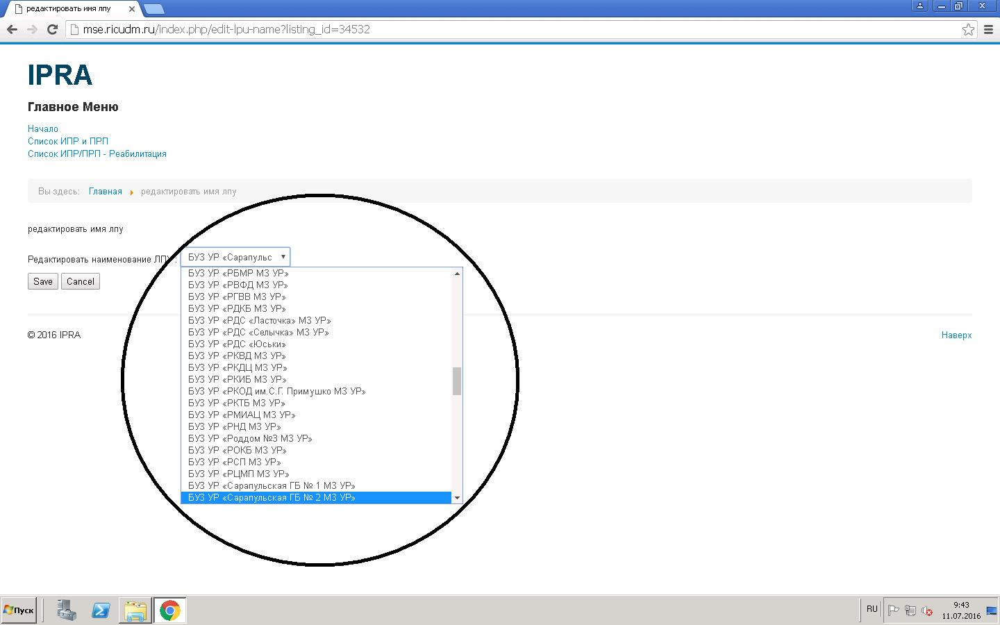 редактировать имя лпу
mse.ricudm.ru/index.php/edit-lpu-name?listing_id=34532
IPRA
Главное Меню
Начало
Список ИПР и ПРП
Список ИПР/ПРП - Реабилитация
Вы здесь: Главная редактировать имя лпу
редактировать имя лпу
Редактировать наименование ЛПУ : БУЗ УР «Сарапульс
Save Cancel
БУЗ УР «РБМР МЗ УР»
БУЗ УР «РВФД МЗ УР»
БУЗ УР «РГВВ МЗ УР»
БУЗ УР «РДКБ МЗ УР»
БУЗ УР «РДС «Ласточка» МЗ УР»
БУЗ УР «РДС «Селычка» МЗ УР»
БУЗ УР «РДС «Юськи»
БУЗ УР «РКВД МЗ УР»
БУЗ УР «РКДЦ МЗ УР»
БУЗ УР «РКИБ МЗ УР»
БУЗ УР «РКОД им.С.Г. Примушко МЗ УР»
БУЗ УР «РКТБ МЗ УР»
БУЗ УР «РМИАЦ МЗ УР»
БУЗ УР «РНД МЗ УР»
БУЗ УР «Роддом №3 МЗ УР»
БУЗ УР «РОКБ МЗ УР»
БУЗ УР «РСП МЗ УР»
БУЗ УР «РЦМП МЗ УР»
БУЗ УР «Сарапульская ГБ № 1 МЗ УР»
БУЗ УР «Сарапульская ГБ № 2 МЗ УР»
© 2016 IPRA
Наверх
Пуск
RU
9:43
11.07.2016